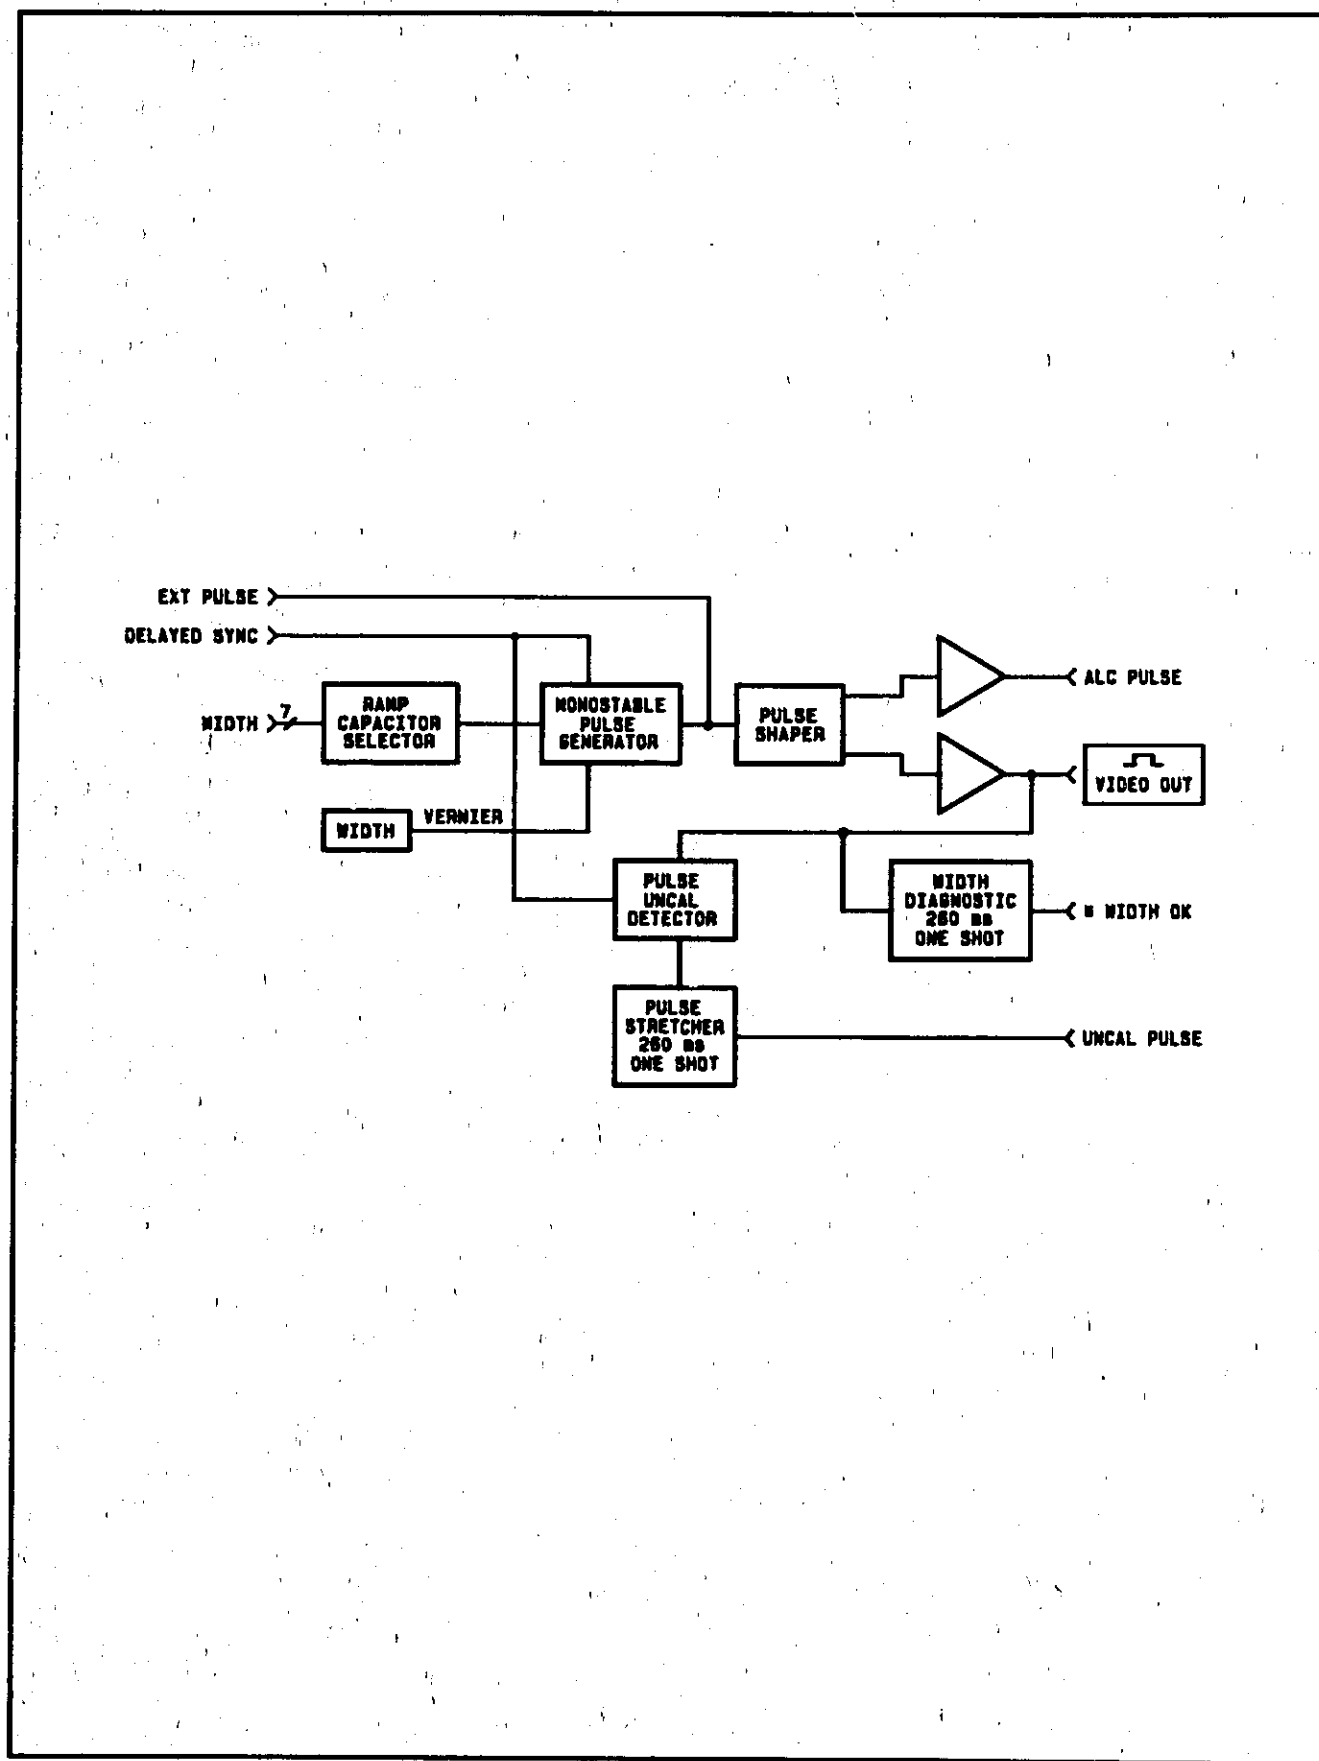 EXT PULSE
DELAYED SYNC
WIDTH
7
RAMP
CAPACITOR
SELECTOR
MONOSTABLE
PULSE
GENERATOR
PULSE
SHAPER
ALC PULSE
VIDEO OUT
WIDTH
VERNIER
PULSE
UNCAL
DETECTOR
WIDTH
DIAGNOSTIC
250 ms
ONE SHOT
WIDTH OK
PULSE
STRETCHER
250 ms
ONE SHOT
UNCAL PULSE